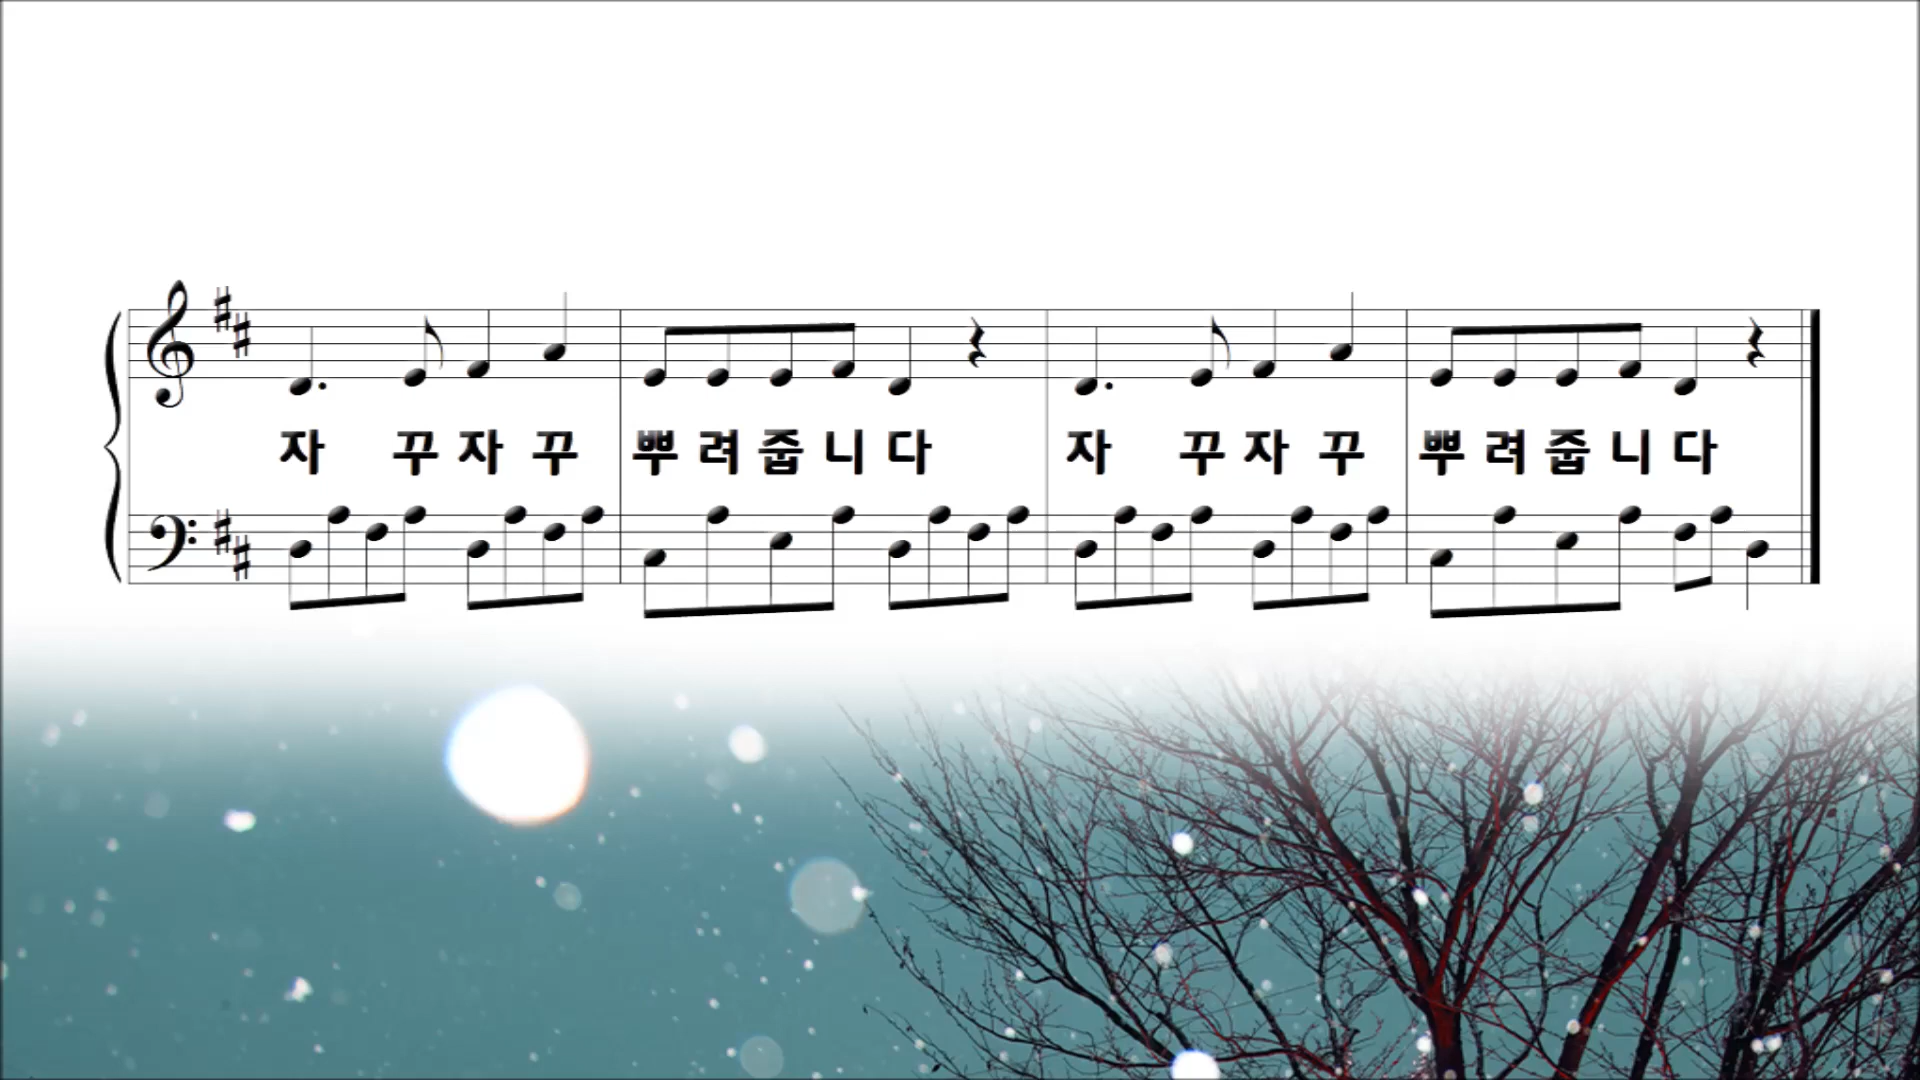 자 꾸 자 꾸 뿌 려 줍 니 다 자 꾸 자 꾸 뿌 려 줍 니 다